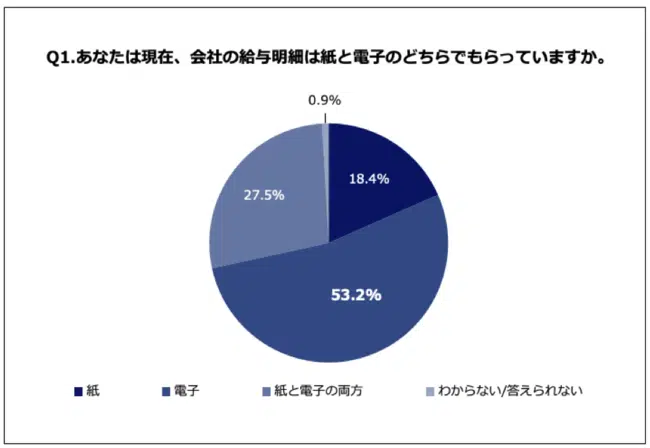 Q1.あなたは現在、会社の給与明細は紙と電子のどちらでもらっていますか。
0.9%
18.4%
27.5%
53.2%
紙 電子 紙と電子の両方 わからない/答えられない